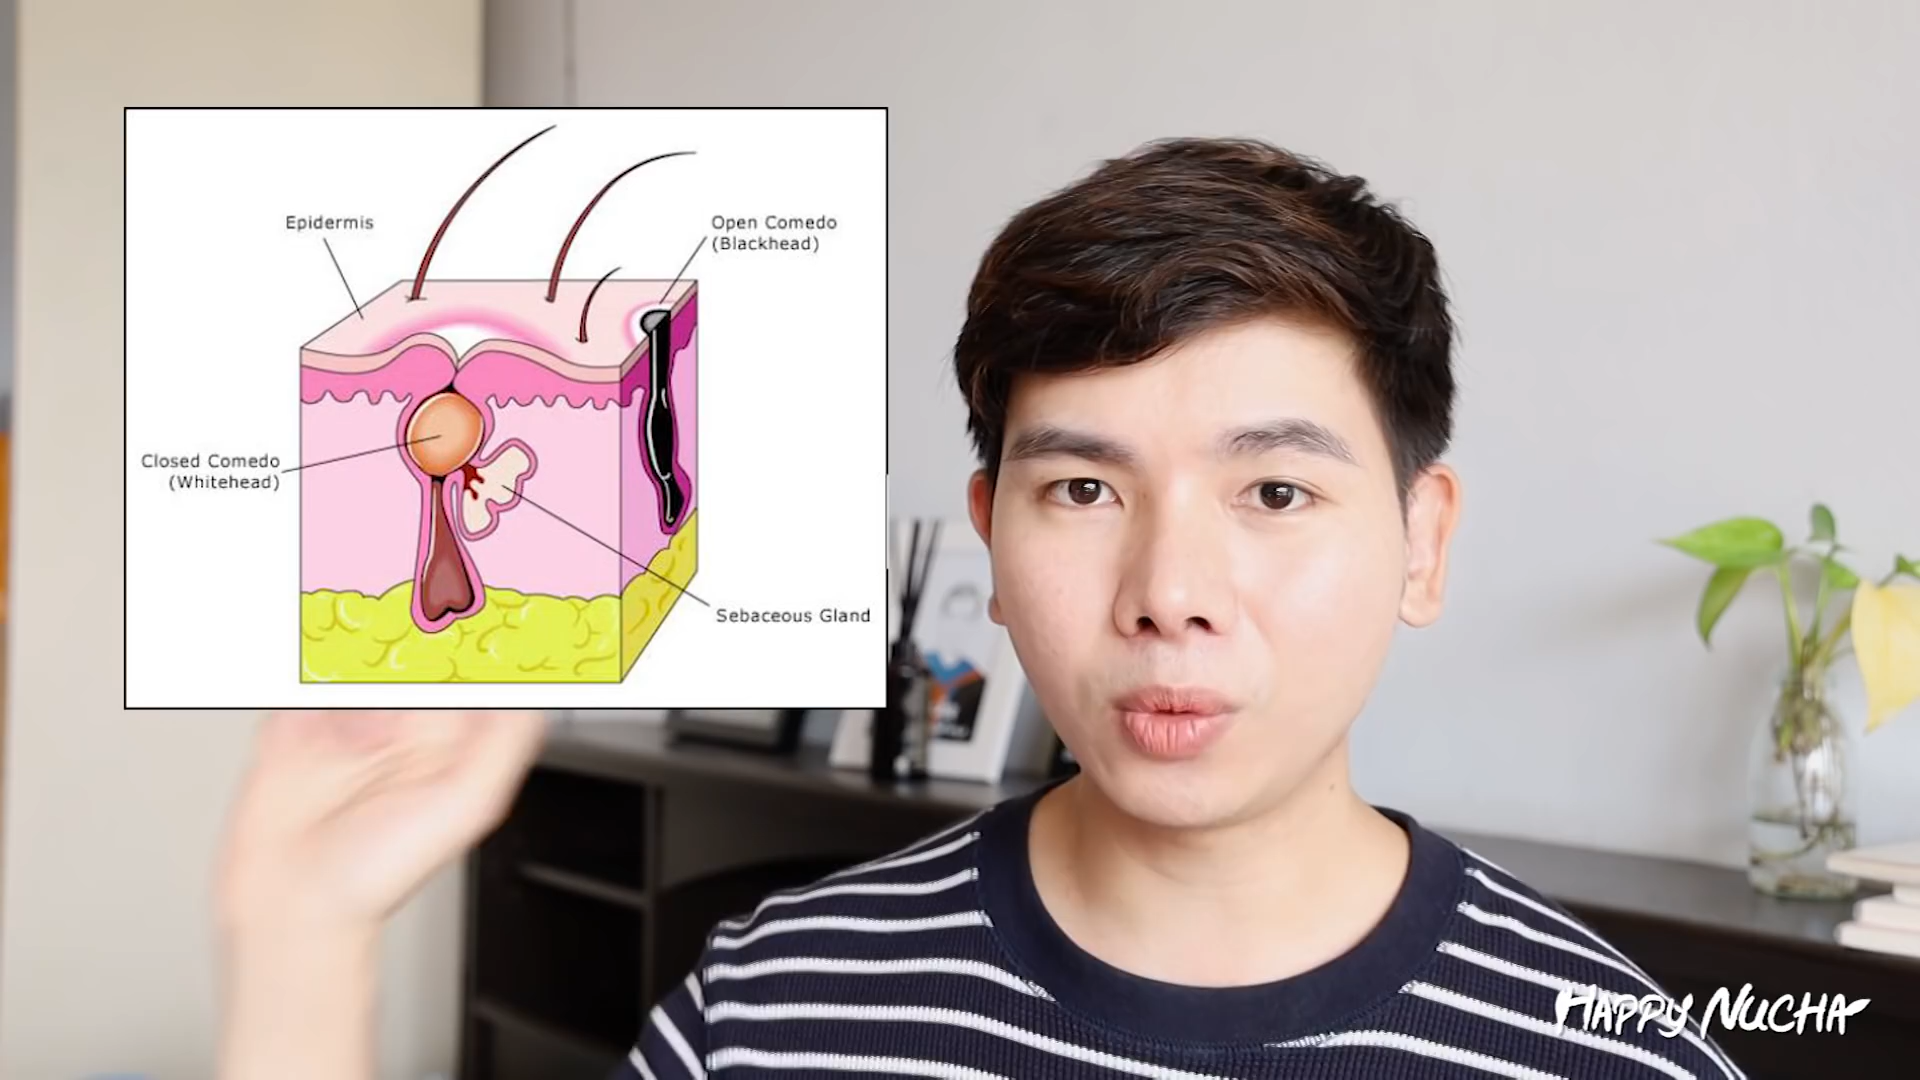 Epidermis
Open Comedo
(Blackhead)
Closed Comedo
(Whitehead)
Sebaceous Gland
HAPPY NUCHA